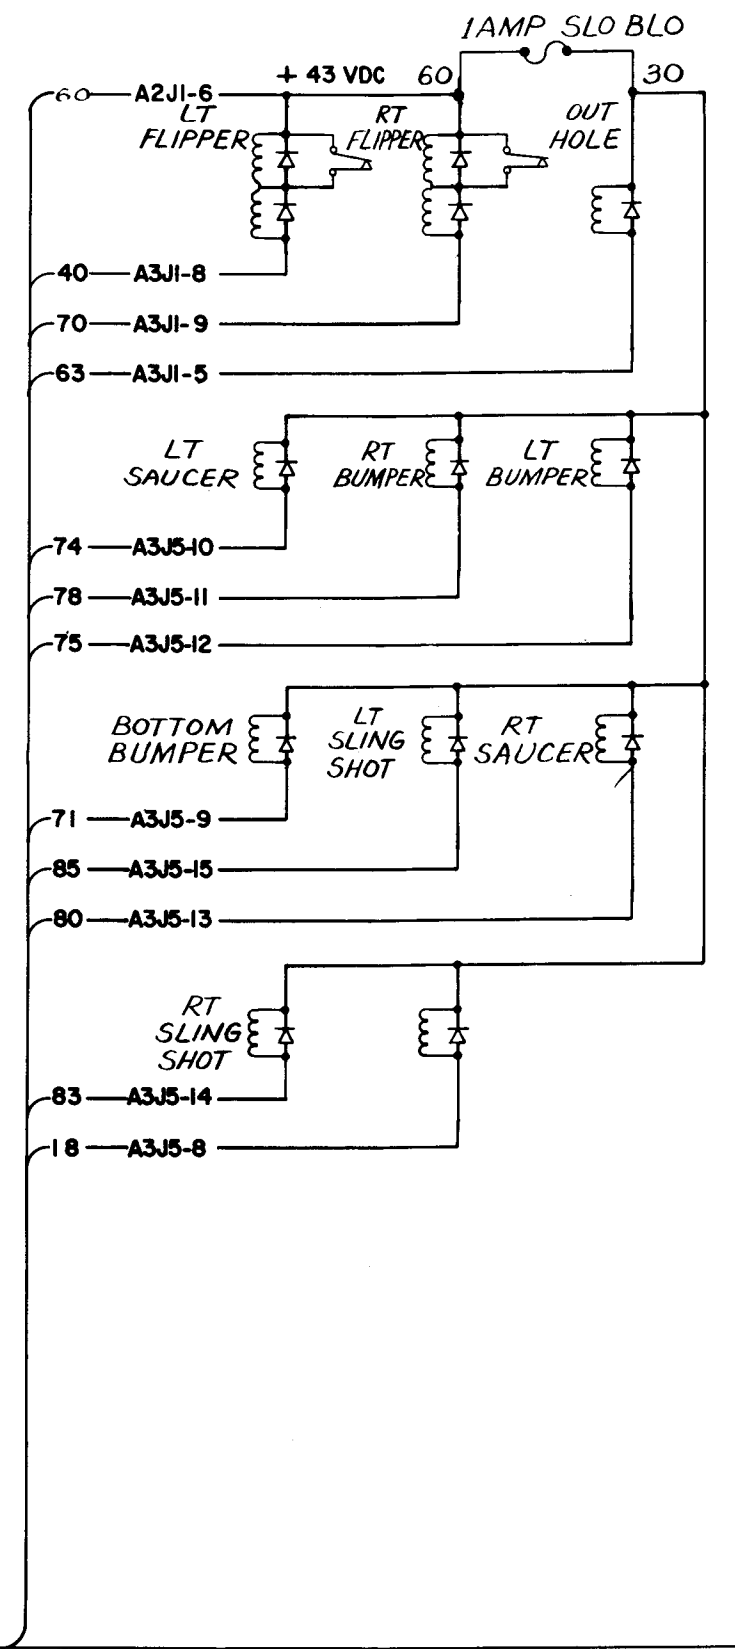 1 AMP SLO BLO
+ 43 VDC 60 30
60 A2J1-6
LT
FLIPPER
RT
FLIPPER
OUT
HOLE
40 A3J1-8
70 A3J1-9
63 A3J1-5
LT
SAUCER
RT
BUMPER
LT
BUMPER
74 A3J5-10
78 A3J5-11
75 A3J5-12
BOTTOM
BUMPER
LT
SLING
SHOT
RT
SAUCER
71 A3J5-9
85 A3J5-15
80 A3J5-13
RT
SLING
SHOT
83 A3J5-14
18 A3J5-8